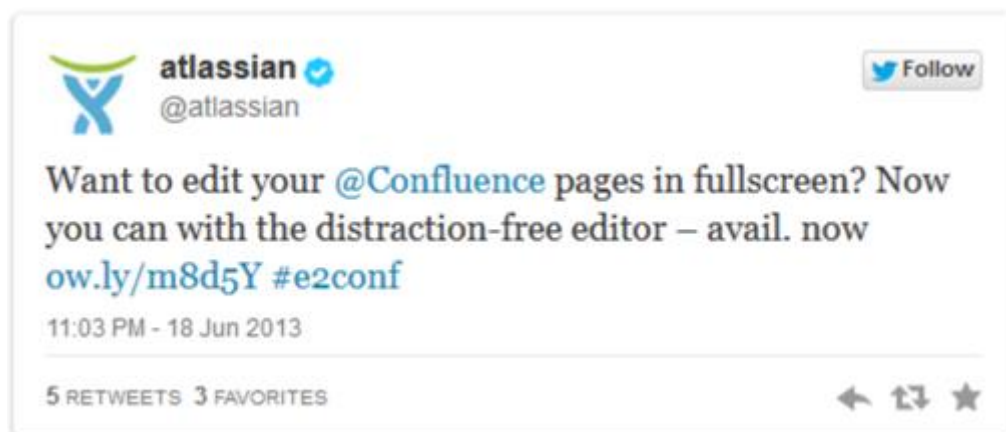 atlassian
Follow
@atlassian
Want to edit your @Confluence pages in fullscreen? Now
you can with the distraction-free editor – avail. now
ow.ly/m8d5Y #e2conf
11:03 PM - 18 Jun 2013
5 RETWEETS 3 FAVORITES